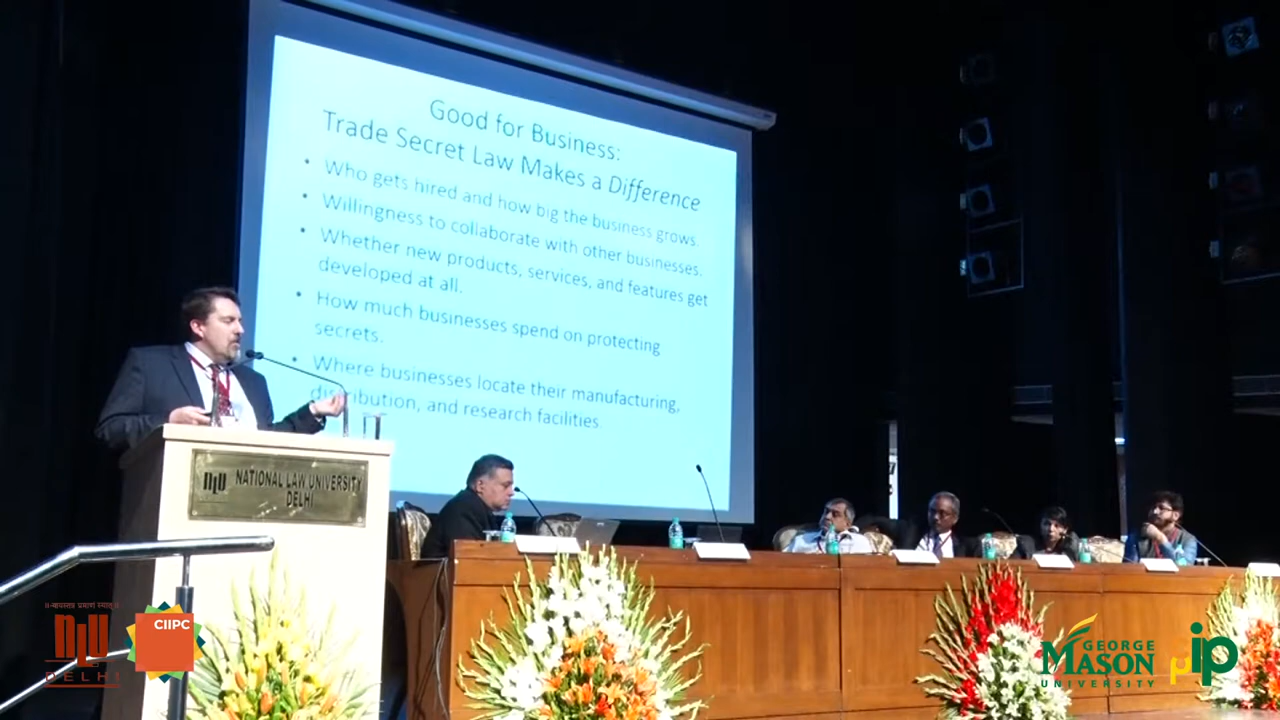 Good for Business:
Trade Secret Law Makes a Difference
• Who gets hired and how big the business grows.
• Willingness to collaborate with other businesses.
• Whether new products, services, and features get
developed at all.
• How much businesses spend on protecting
secrets.
• Where businesses locate their manufacturing,
distribution, and research facilities.
NLU NATIONAL LAW UNIVERSITY
DELHI
NLU
DELHI
CIIPC
GEORGE
MASON
UNIVERSITY
μip